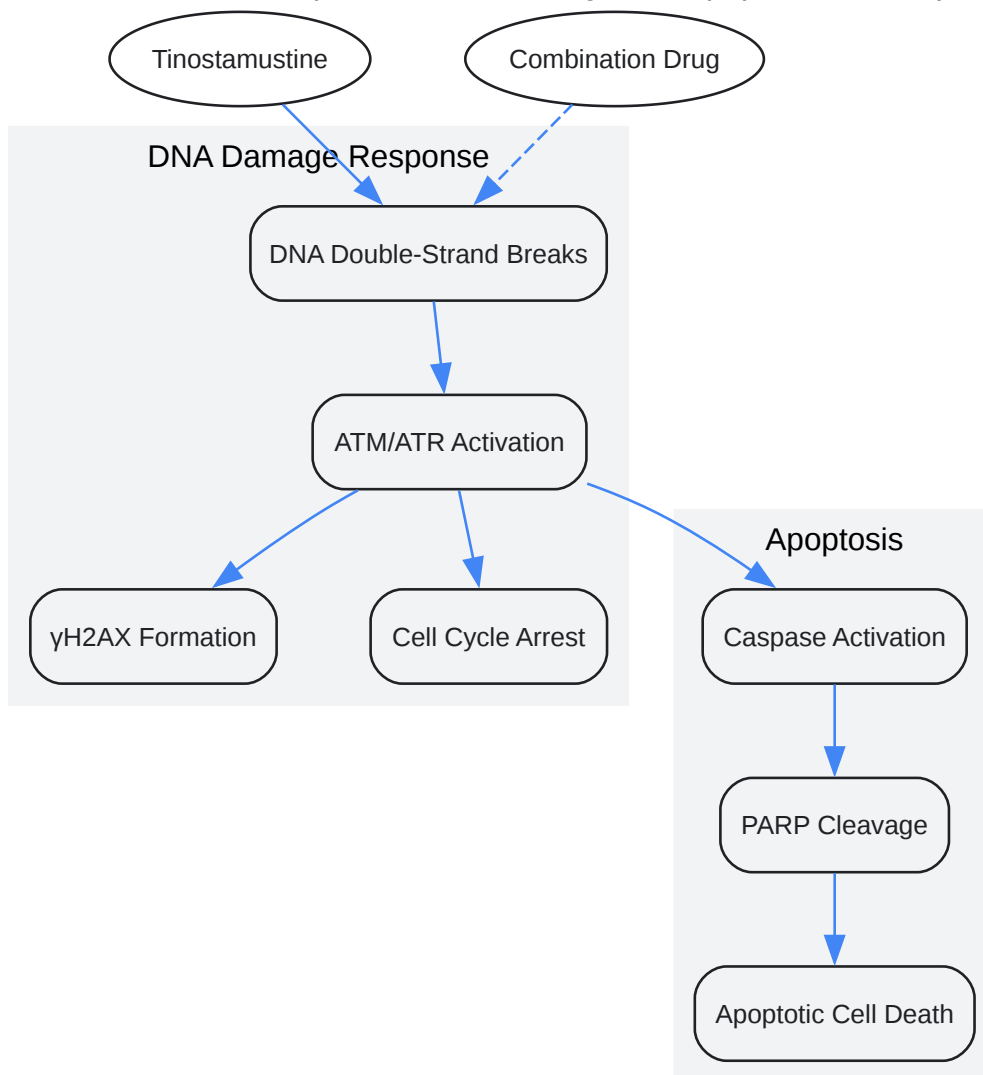 Tinostamustine
Combination Drug
DNA Damage Response
DNA Double-Strand Breaks
ATM/ATR Activation
Apoptosis
γH2AX Formation
Cell Cycle Arrest
Caspase Activation
PARP Cleavage
Apoptotic Cell Death